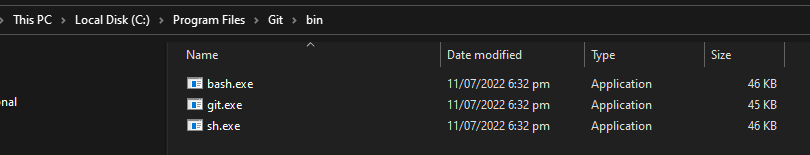 This PC > Local Disk (C:) > Program Files > Git > bin
Name Date modified Type Size
bash.exe 11/07/2022 6:32 pm Application 46 KB
git.exe 11/07/2022 6:32 pm Application 45 KB
onal
sh.exe 11/07/2022 6:32 pm Application 46 KB